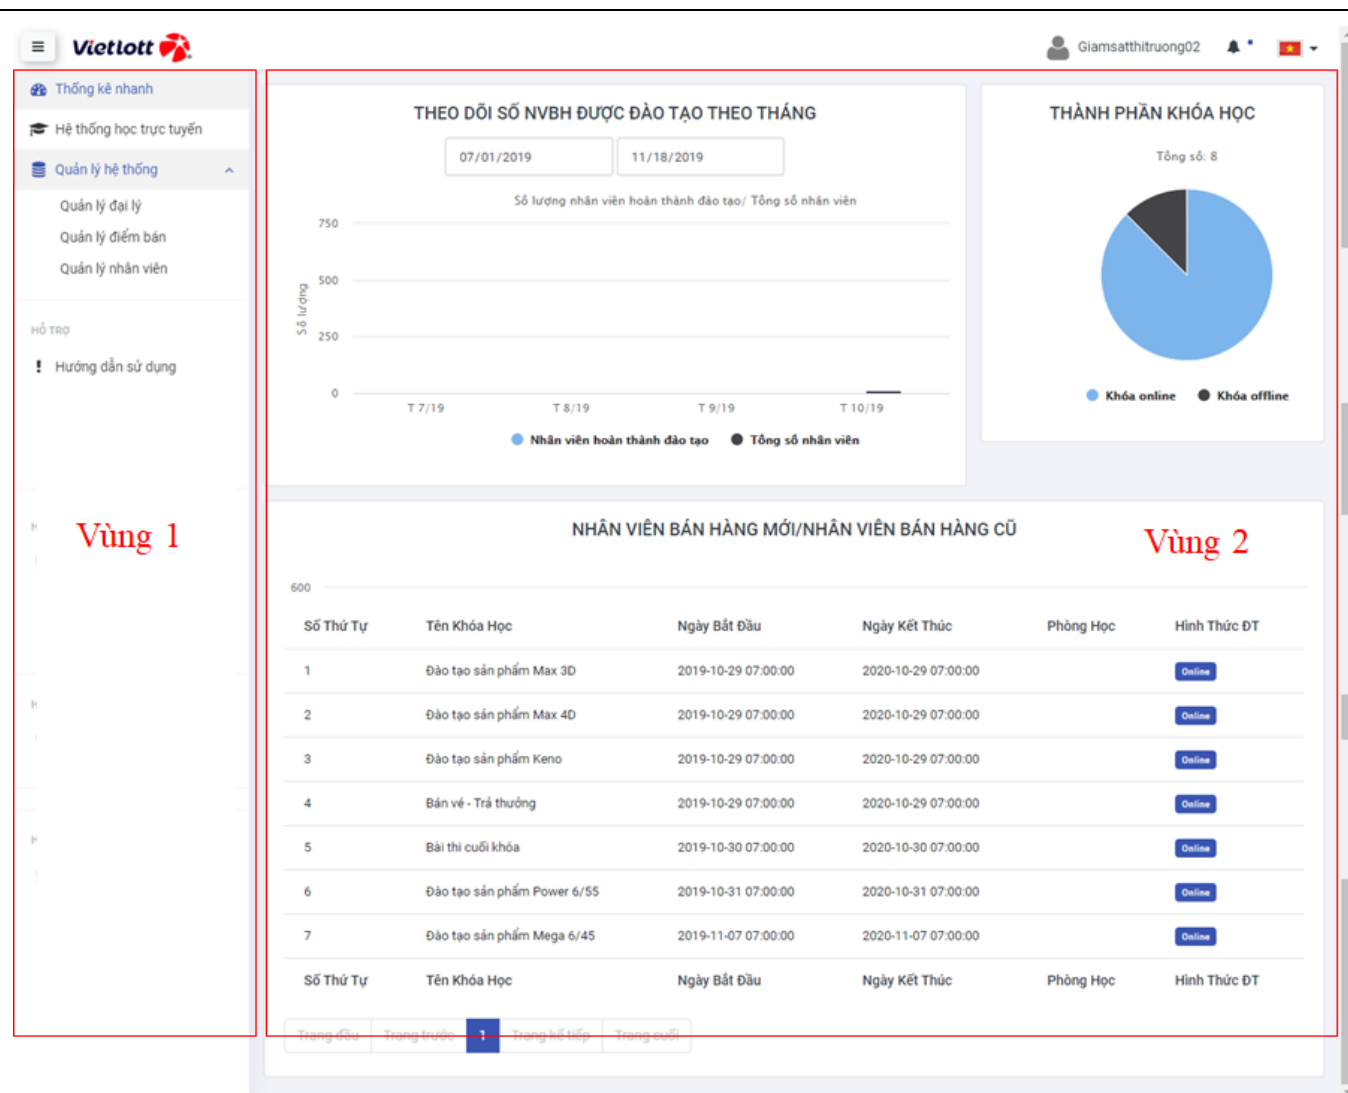 Vietlott
Giamsatthitruong02
Thống kê nhanh
Hệ thống học trực tuyến
Quản lý hệ thống
Quản lý đại lý
Quản lý điểm bán
Quản lý nhân viên
HỖ TRỢ
Hướng dẫn sử dụng
Vùng 1
THEO DÕI SỐ NVBH ĐƯỢC ĐÀO TẠO THEO THÁNG
07/01/2019 11/18/2019
Số lượng nhân viên hoàn thành đào tạo/ Tổng số nhân viên
Số lượng
750
500
250
0
T 7/19 T 8/19 T 9/19 T 10/19
Nhân viên hoàn thành đào tạo Tổng số nhân viên
THÀNH PHẦN KHÓA HỌC
Tổng số: 8
Khóa online Khóa offline
NHÂN VIÊN BÁN HÀNG MỚI/NHÂN VIÊN BÁN HÀNG CŨ
Vùng 2
600
Số Thứ Tự Tên Khóa Học Ngày Bắt Đầu Ngày Kết Thúc Phòng Học Hình Thức ĐT
1 Đào tạo sản phẩm Max 3D 2019-10-29 07:00:00 2020-10-29 07:00:00 Online
2 Đào tạo sản phẩm Max 4D 2019-10-29 07:00:00 2020-10-29 07:00:00 Online
3 Đào tạo sản phẩm Keno 2019-10-29 07:00:00 2020-10-29 07:00:00 Online
4 Bán vé - Trả thưởng 2019-10-29 07:00:00 2020-10-29 07:00:00 Online
5 Bài thi cuối khóa 2019-10-30 07:00:00 2020-10-30 07:00:00 Online
6 Đào tạo sản phẩm Power 6/55 2019-10-31 07:00:00 2020-10-31 07:00:00 Online
7 Đào tạo sản phẩm Mega 6/45 2019-11-07 07:00:00 2020-11-07 07:00:00 Online
Số Thứ Tự Tên Khóa Học Ngày Bắt Đầu Ngày Kết Thúc Phòng Học Hình Thức ĐT
Trang đầu Trang trước 1 Trang kế tiếp Trang cuối